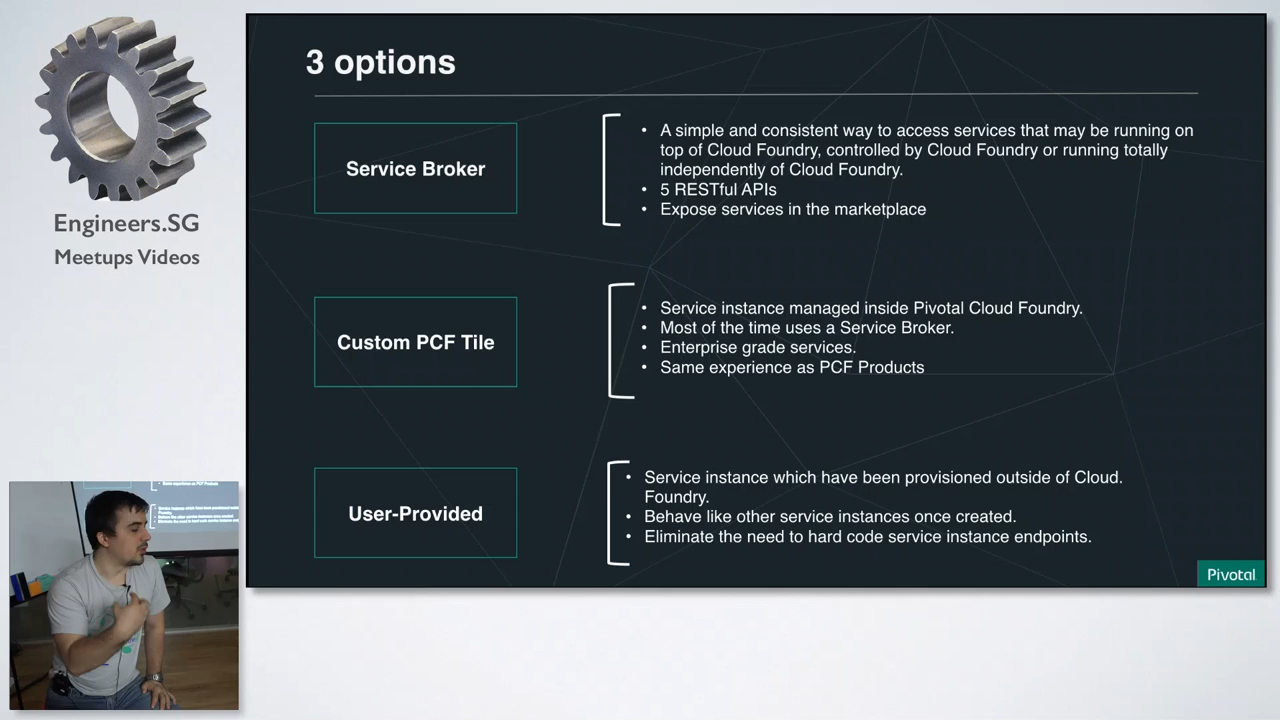 Engineers.SG
Meetups Videos
3 options
Service Broker
• A simple and consistent way to access services that may be running on
top of Cloud Foundry, controlled by Cloud Foundry or running totally
independently of Cloud Foundry.
• 5 RESTful APIs
• Expose services in the marketplace
Custom PCF Tile
• Service instance managed inside Pivotal Cloud Foundry.
• Most of the time uses a Service Broker.
• Enterprise grade services.
• Same experience as PCF Products
User-Provided
• Service instance which have been provisioned outside of Cloud.
Foundry.
• Behave like other service instances once created.
• Eliminate the need to hard code service instance endpoints.
Pivotal